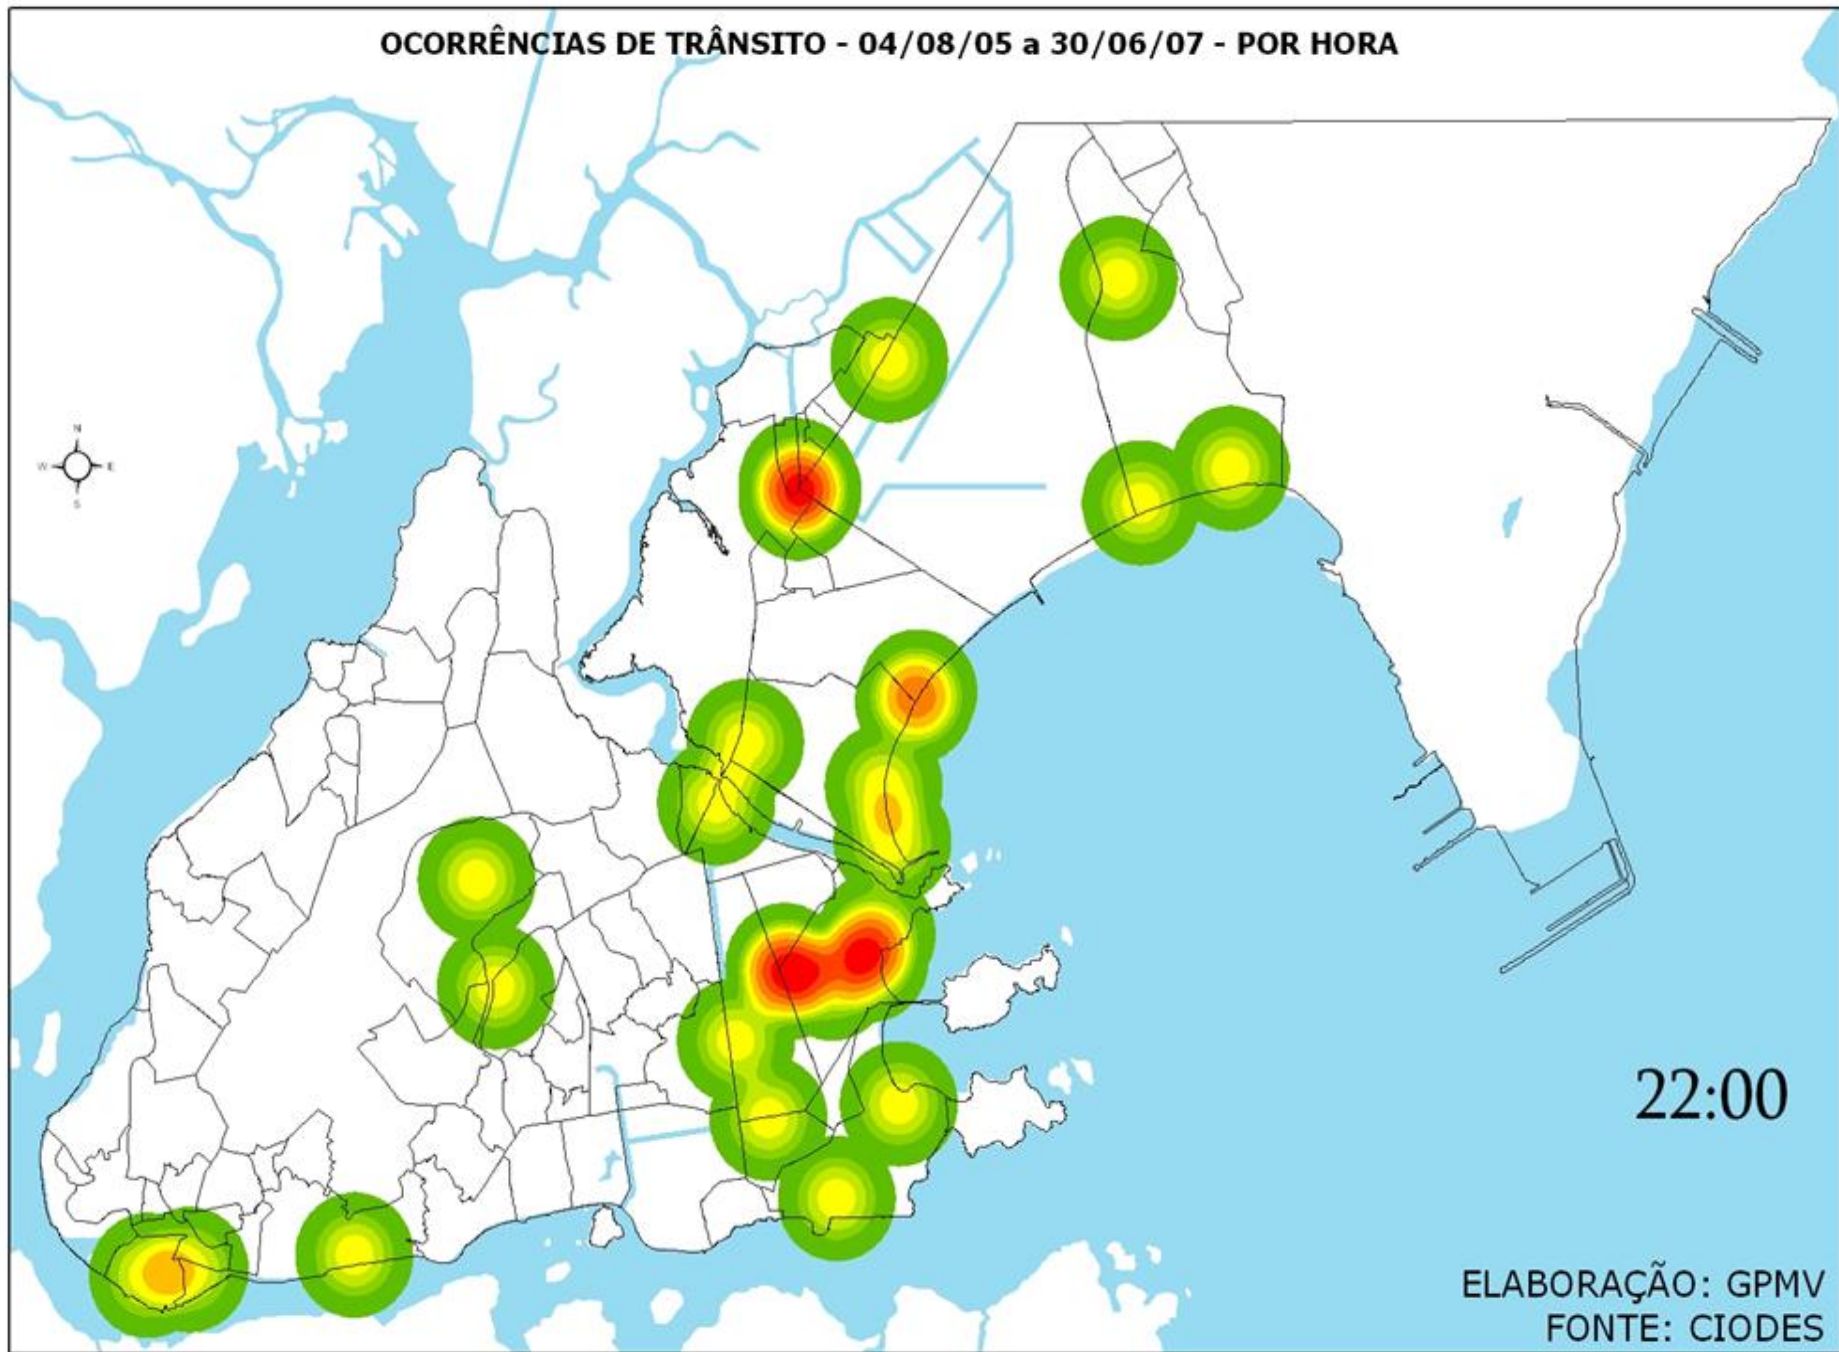 OCORRÊNCIAS DE TRÂNSITO - 04/08/05 a 30/06/07 - POR HORA
N
W E
S
22:00
ELABORAÇÃO: GPMV
FONTE: CIODES